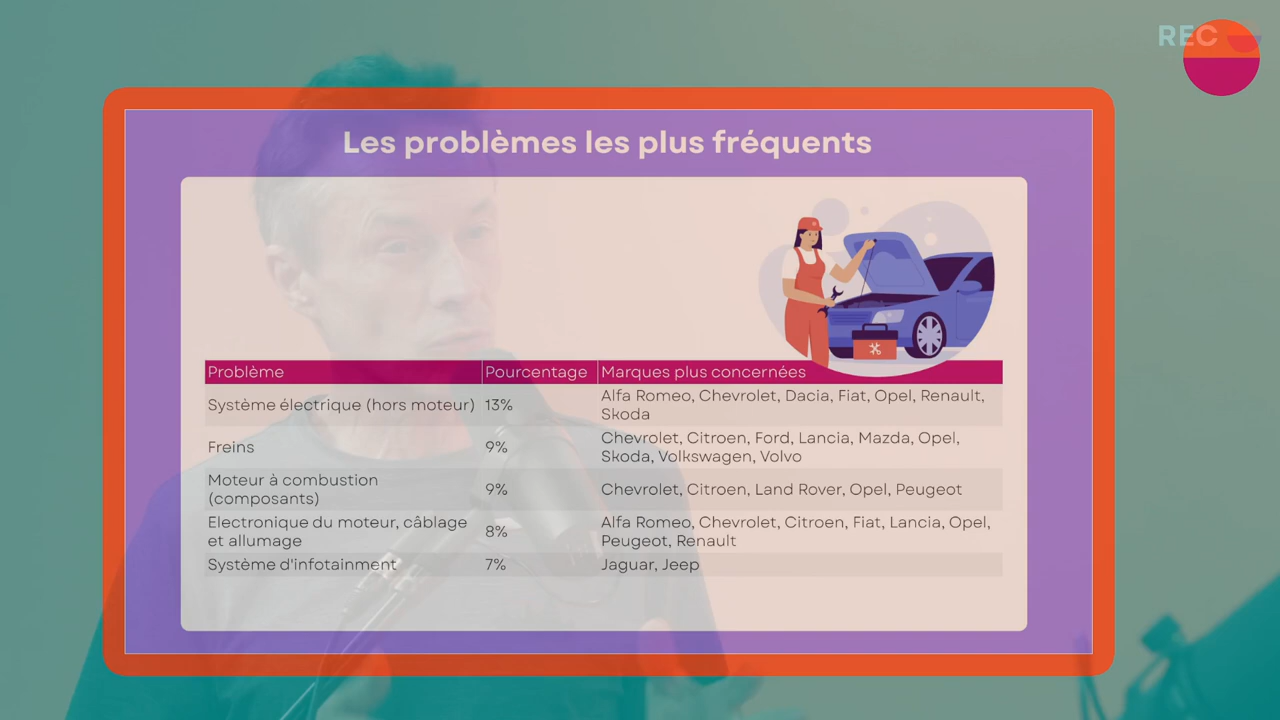 REC
Les problèmes les plus fréquents
Problème Pourcentage Marques plus concernées
Système électrique (hors moteur) 13% Alfa Romeo, Chevrolet, Dacia, Fiat, Opel, Renault,
Skoda
Freins 9% Chevrolet, Citroen, Ford, Lancia, Mazda, Opel,
Skoda, Volkswagen, Volvo
Moteur à combustion
(composants) 9% Chevrolet, Citroen, Land Rover, Opel, Peugeot
Electronique du moteur, câblage
et allumage 8% Alfa Romeo, Chevrolet, Citroen, Fiat, Lancia, Opel,
Peugeot, Renault
Système d'infotainment 7% Jaguar, Jeep